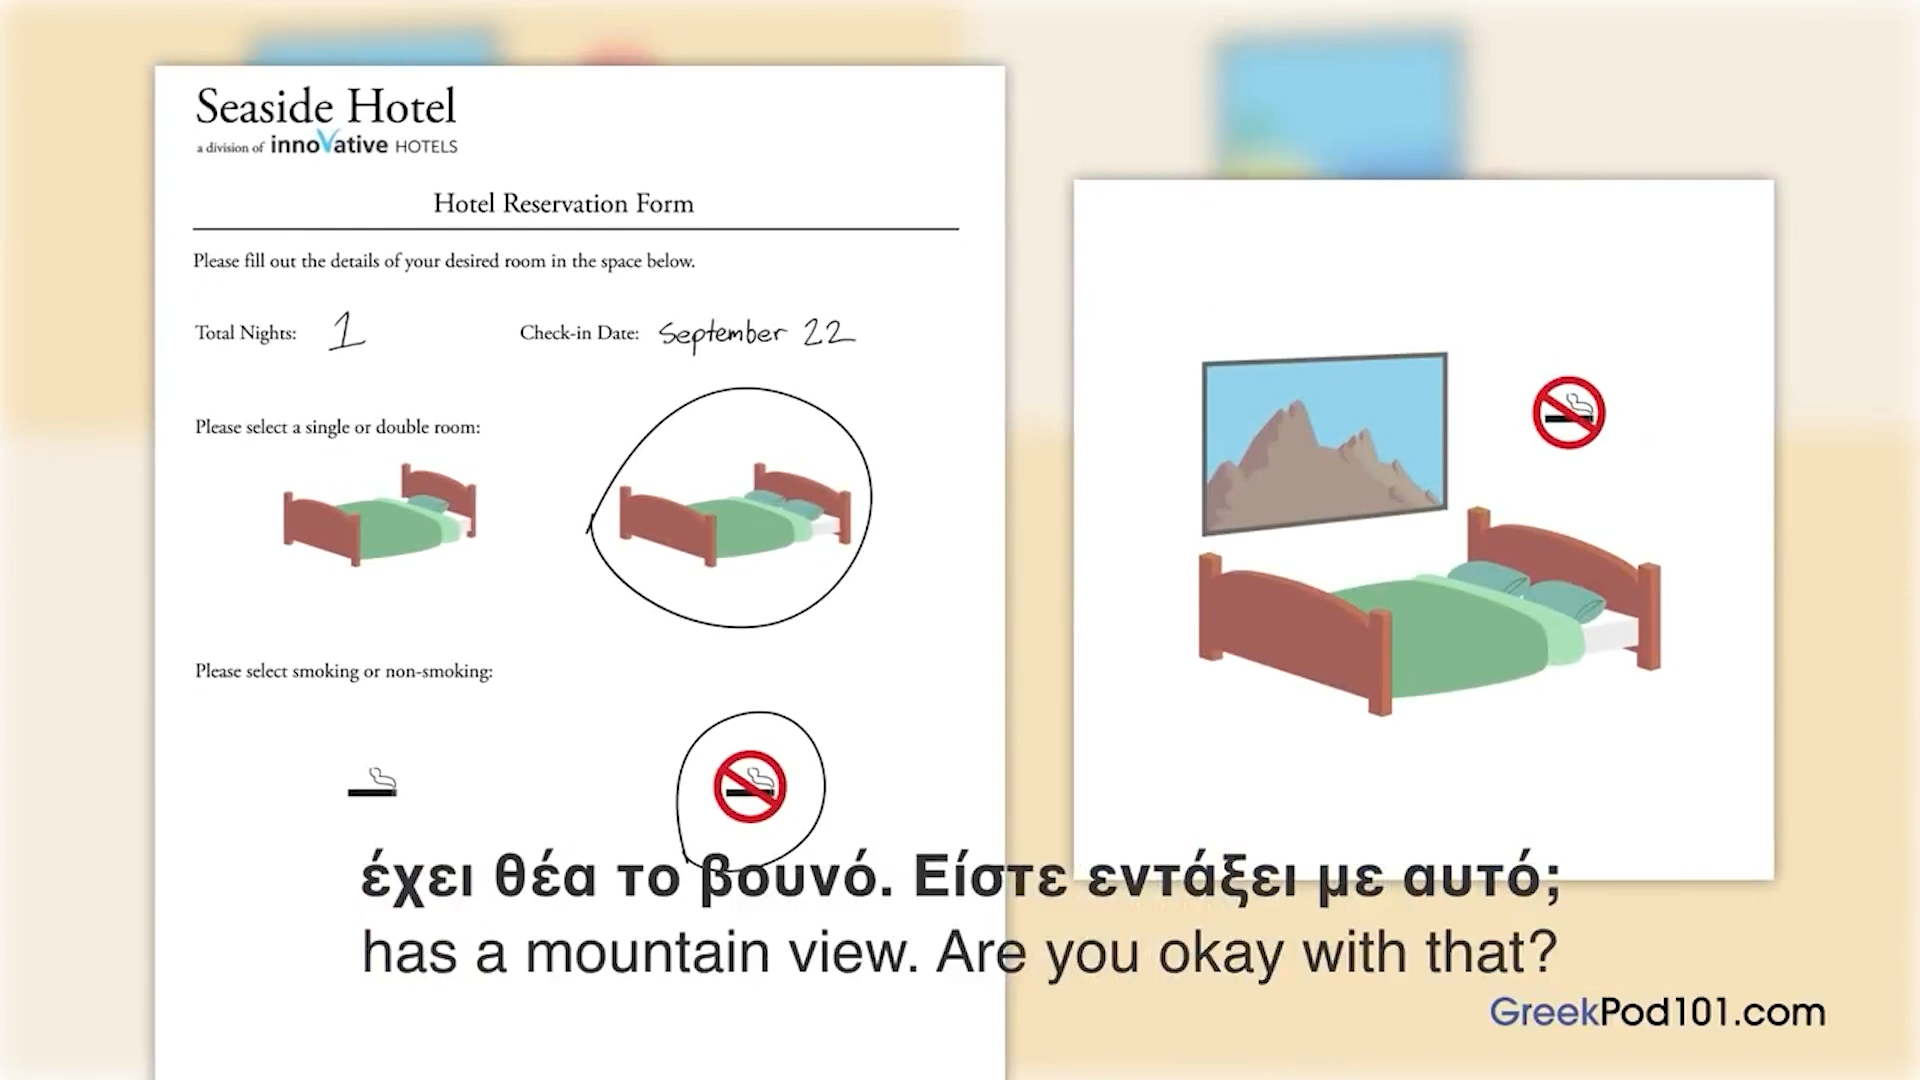 Seaside Hotel
a division of innovative HOTELS
Hotel Reservation Form
Please fill out the details of your desired room in the space below.
Total Nights: 1
Check-in Date: September 22
Please select a single or double room:
Please select smoking or non-smoking:
έχει θέα το βουνό. Είστε εντάξει με αυτό;
has a mountain view. Are you okay with that?
GreekPod101.com